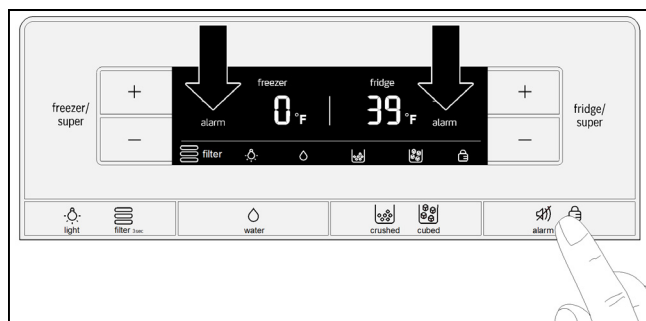 freezer/
super
+
−
freezer
alarm
0°F
fridge
39°F
alarm
filter
+
−
fridge/
super
light
filter 3 sec
water
crushed
cubed
alarm